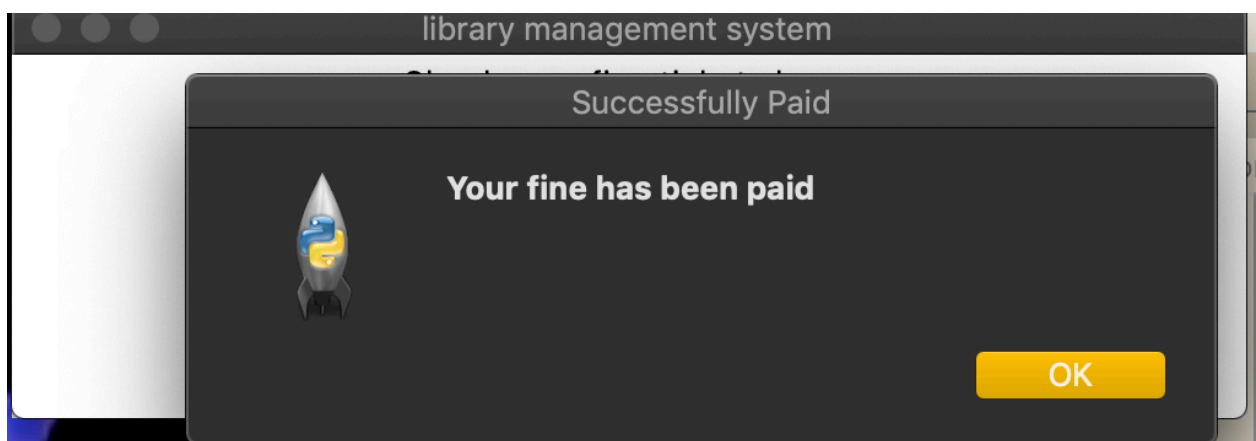 library management system
Successfully Paid
Your fine has been paid
OK